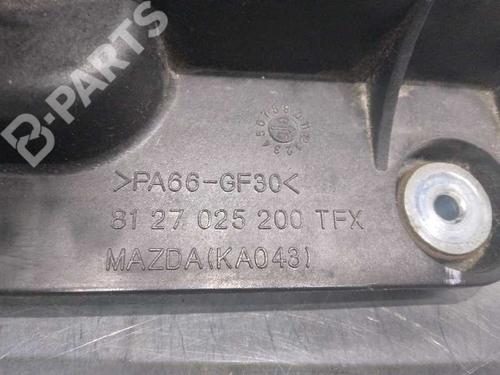 B-PARTS
>PA66-GF30<
81 27 025 200 TFX
MAZDA(KA043)